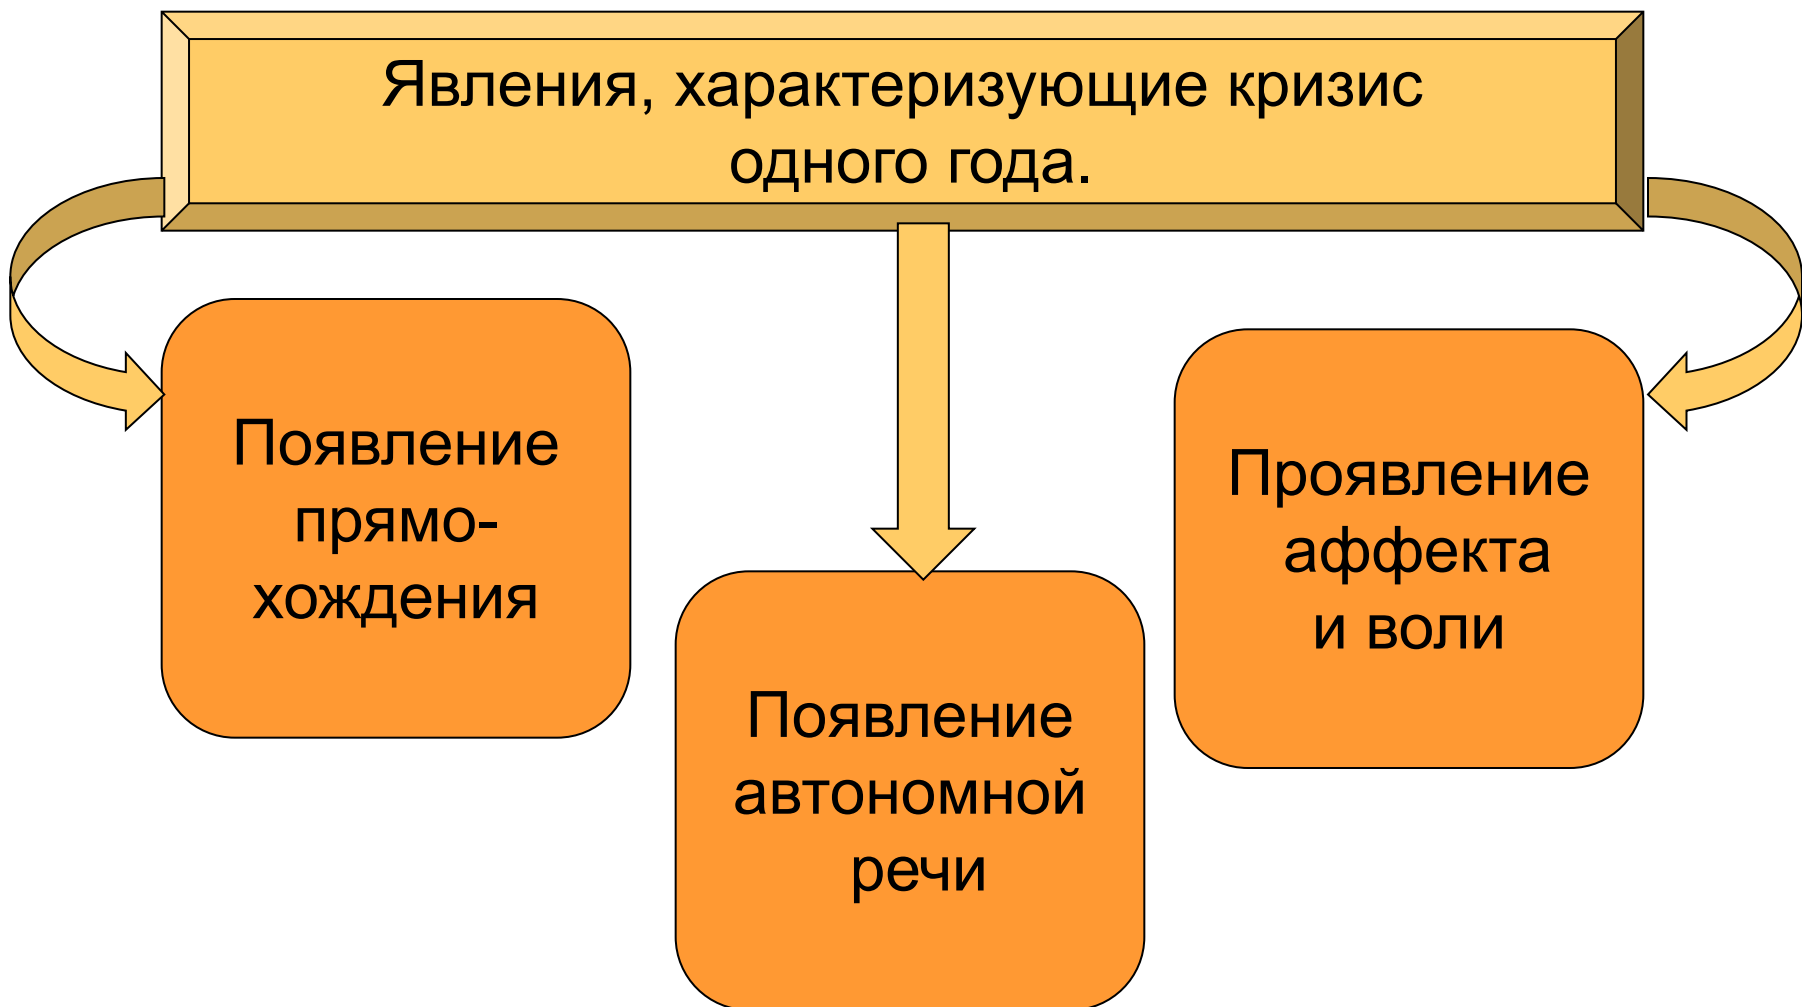 Явления, характеризующие кризис
одного года.
Появление
прямо-
хождения
Появление
автономной
речи
Проявление
аффекта
и воли